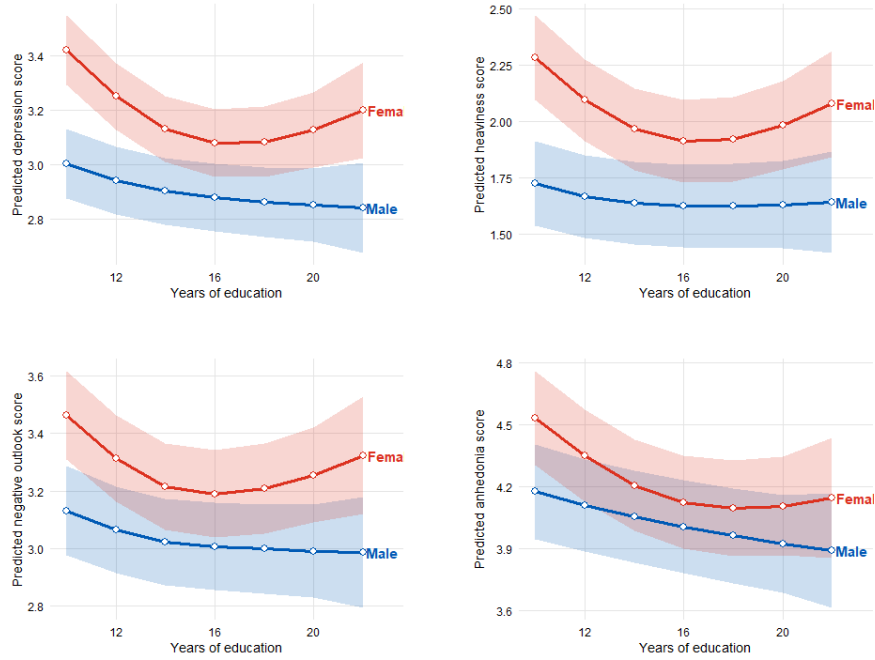 Predicted depression score
3.4
3.2
3.0
2.8
Fema
Male
12
16
20
Years of education
Predicted heaviness score
2.50
2.25
2.00
1.75
1.50
Femal
Male
12
16
20
Years of education
Predicted negative outlook score
3.6
3.4
3.2
3.0
2.8
Fema
Male
12
16
20
Years of education
Predicted anhedonia score
4.8
4.5
4.2
3.9
3.6
Femal
Male
12
16
20
Years of education